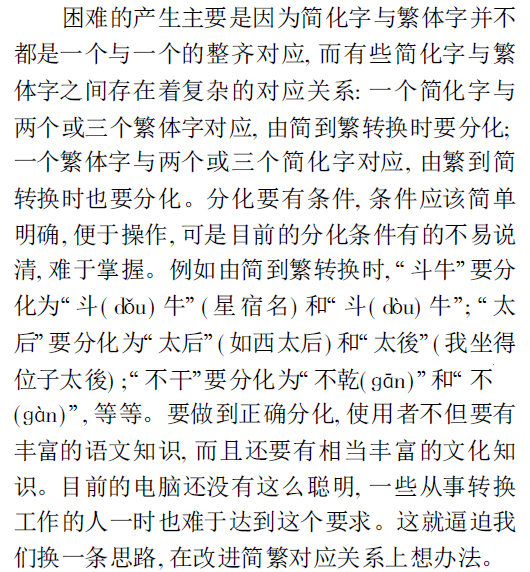 困难的产生主要是因为简化字与繁体字并不
都是一个与一个的整齐对应, 而有些简化字与繁
体字之间存在着复杂的对应关系: 一个简化字与
两个或三个繁体字对应, 由简到繁转换时要分化;
一个繁体字与两个或三个简化字对应, 由繁到简
转换时也要分化。分化要有条件, 条件应该简单
明确, 便于操作, 可是目前的分化条件有的不易说
清, 难于掌握。例如由简到繁转换时, “斗牛”要分
化为“斗( dǒu) 牛”( 星宿名) 和“斗( dòu) 牛”; “太
后”要分化为“太后”( 如西太后) 和“太後”( 我坐得
位子太後) ;“不干”要分化为“不乾(gān)”和“不
(gàn)”, 等等。要做到正确分化, 使用者不但要有
丰富的语文知识, 而且还要有相当丰富的文化知
识。目前的电脑还没有这么聪明, 一些从事转换
工作的人一时也难于达到这个要求。这就逼迫我
们换一条思路, 在改进简繁对应关系上想办法。